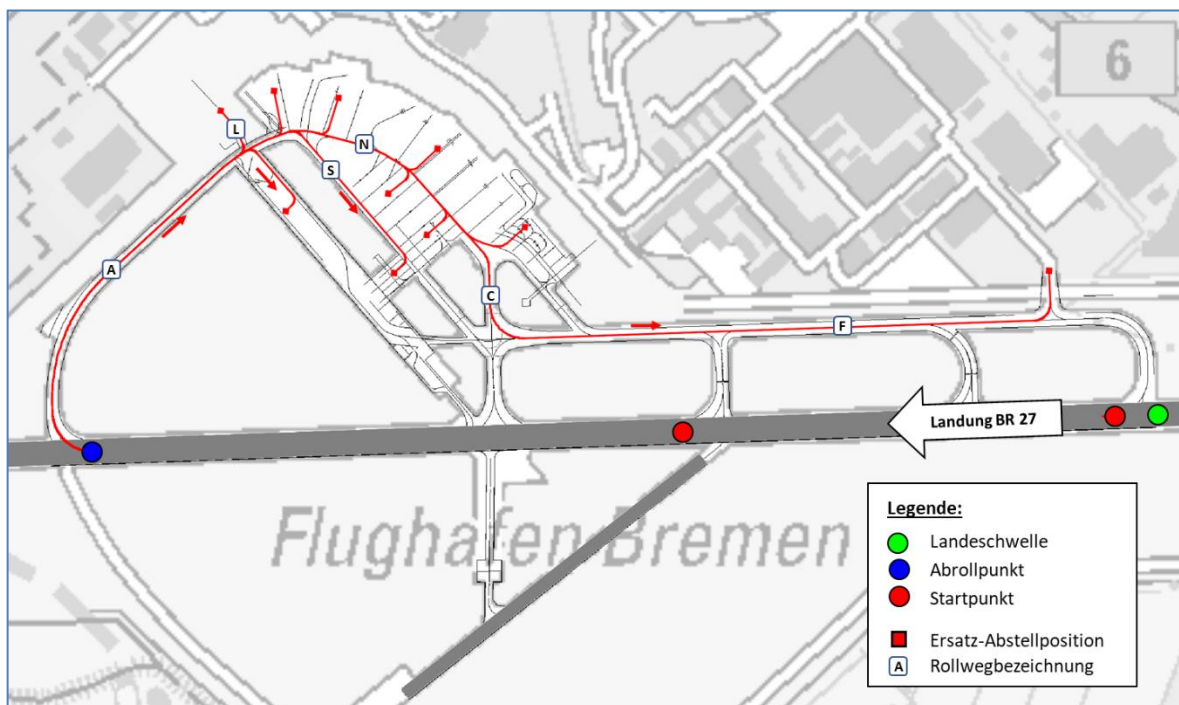 6
L
N
S
A
C
F
Landung BR 27
Flughafen Bremen
Legende:
Landeschwelle
Abrollpunkt
Startpunkt
Ersatz-Abstellposition
A Rollwegbezeichnung